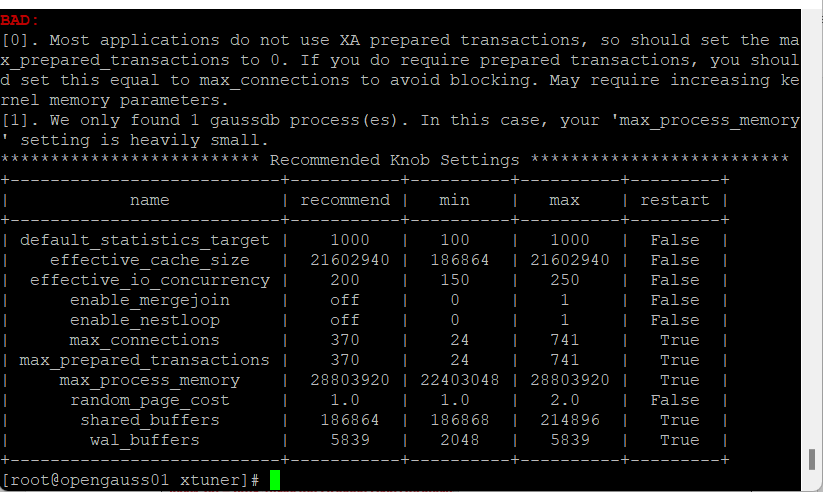 BAD:
[0]. Most applications do not use XA prepared transactions, so should set the ma
x_prepared_transactions to 0. If you do require prepared transactions, you shoul
d set this equal to max_connections to avoid blocking. May require increasing ke
rnel memory parameters.
[1]. We only found 1 gaussdb process(es). In this case, your 'max_process_memory
' setting is heavily small.
************************** Recommended Knob Settings **************************
+---------------------------+-----------+----------+----------+---------+
|            name           | recommend |   min    |   max    | restart |
+---------------------------+-----------+----------+----------+---------+
| default_statistics_target |    1000   |   100    |   1000   |  False  |
|    effective_cache_size   |  21602940 |  186864  | 21602940 |  False  |
|  effective_io_concurrency |    200    |   150    |   250    |  False  |
|      enable_mergejoin     |    off    |    0     |    1     |  False  |
|      enable_nestloop      |    off    |    0     |    1     |  False  |
|      max_connections      |    370    |    24    |   741    |   True  |
| max_prepared_transactions |    370    |    24    |   741    |   True  |
|     max_process_memory    |  28803920 | 22403048 | 28803920 |   True  |
|      random_page_cost     |    1.0    |   1.0    |   2.0    |  False  |
|       shared_buffers      |   186864  |  186868  |  214896  |   True  |
|        wal_buffers        |    5839   |   2048   |   5839   |   True  |
+---------------------------+-----------+----------+----------+---------+
[root@opengauss01 xtuner]#